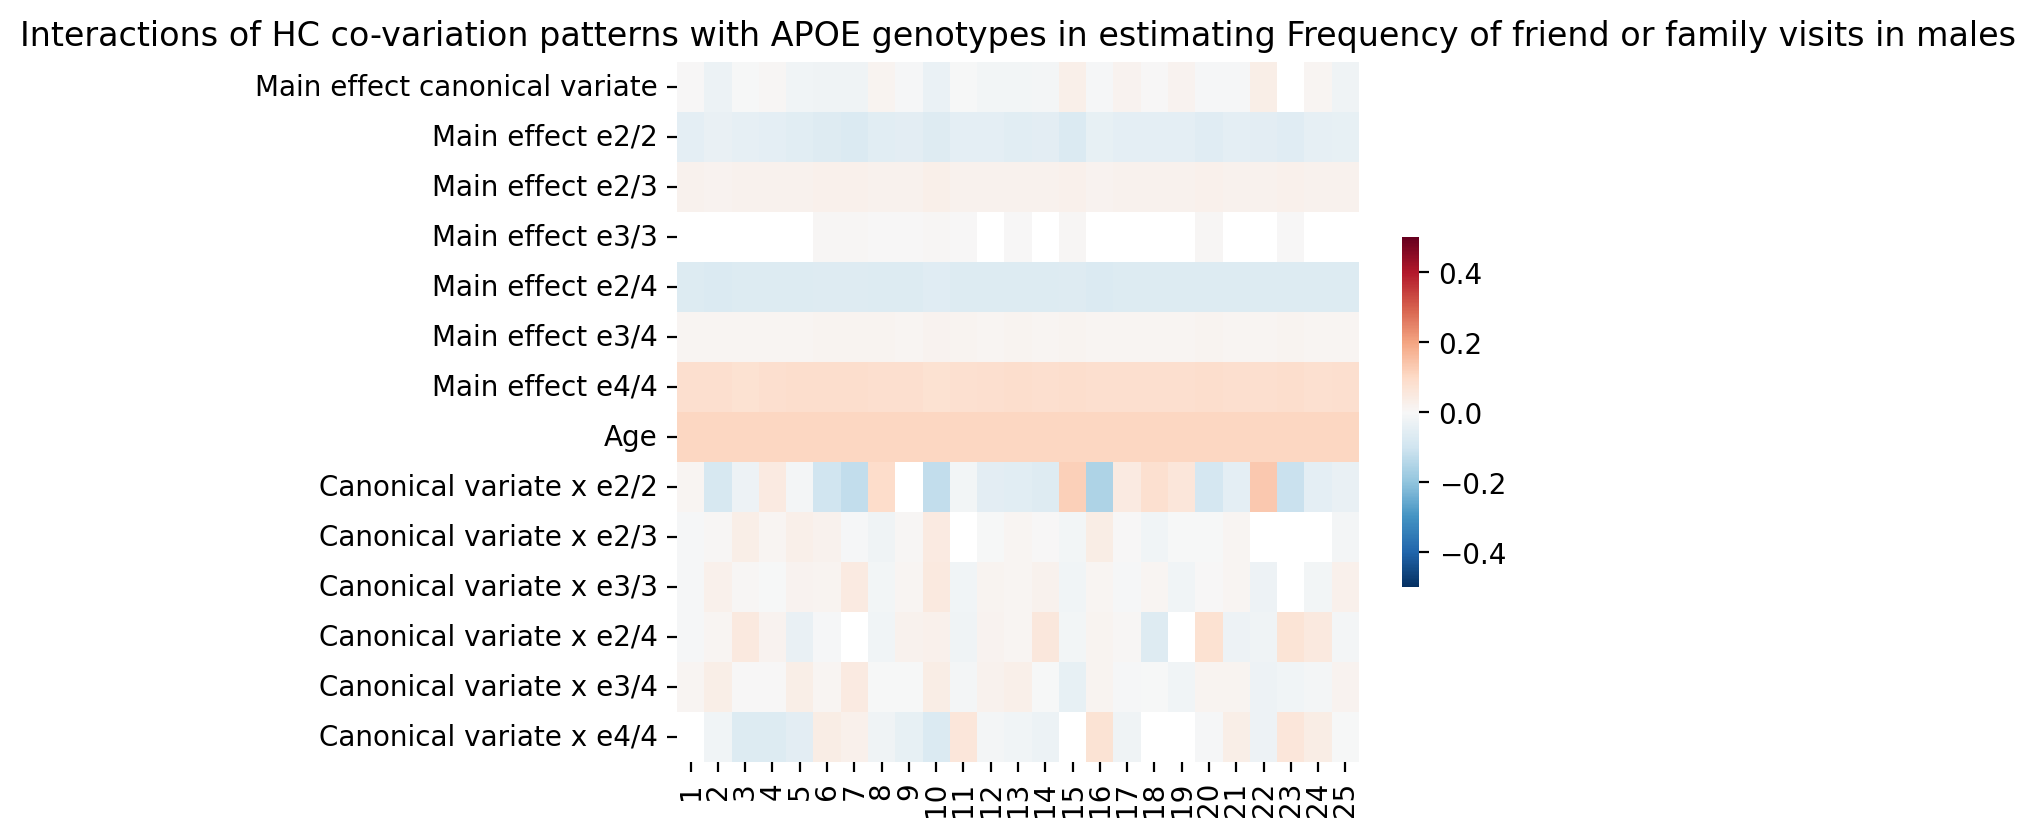 Interactions of HC co-variation patterns with APOE genotypes in estimating Frequency of friend or family visits in males
Main effect canonical variate
Main effect e2/2
Main effect e2/3
Main effect e3/3
Main effect e2/4
Main effect e3/4
Main effect e4/4
Age
Canonical variate x e2/2
Canonical variate x e2/3
Canonical variate x e3/3
Canonical variate x e2/4
Canonical variate x e3/4
Canonical variate x e4/4
1 2 3 4 5 6 7 8 9 10 11 12 13 14 15 16 17 18 19 20 21 22 23 24 25
0.4
0.2
0.0
−0.2
−0.4